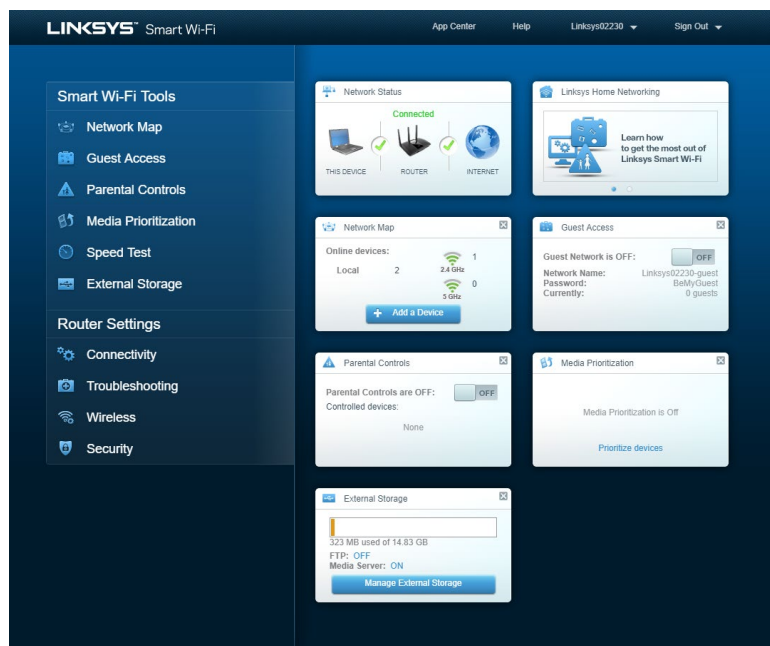 LINKSYS™ Smart Wi-Fi
App Center Help Linksys02230 Sign Out
Smart Wi-Fi Tools
Network Map
Guest Access
Parental Controls
Media Prioritization
Speed Test
External Storage
Router Settings
Connectivity
Troubleshooting
Wireless
Security
Network Status
Connected
THIS DEVICE ROUTER INTERNET
Linksys Home Networking
Learn how
to get the most out of
Linksys Smart Wi-Fi
Network Map
Online devices:
Local 2
1
2.4 GHz
0
5 GHz
+ Add a Device
Guest Access
Guest Network is OFF: OFF
Network Name: Linksys02230-guest
Password: BeMyGuest
Currently: 0 guests
Parental Controls
Parental Controls are OFF: OFF
Controlled devices:
None
Media Prioritization
Media Prioritization is Off
Prioritize devices
External Storage
323 MB used of 14.83 GB
FTP: OFF
Media Server: ON
Manage External Storage